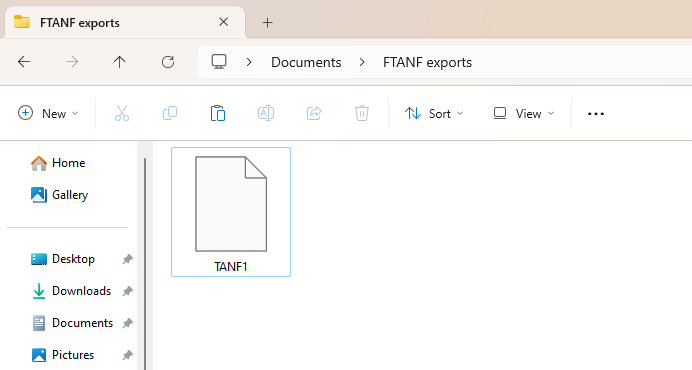 FTANF exports
Documents > FTANF exports
New
Sort
View
Home
Gallery
Desktop
Downloads
Documents
Pictures
TANF1